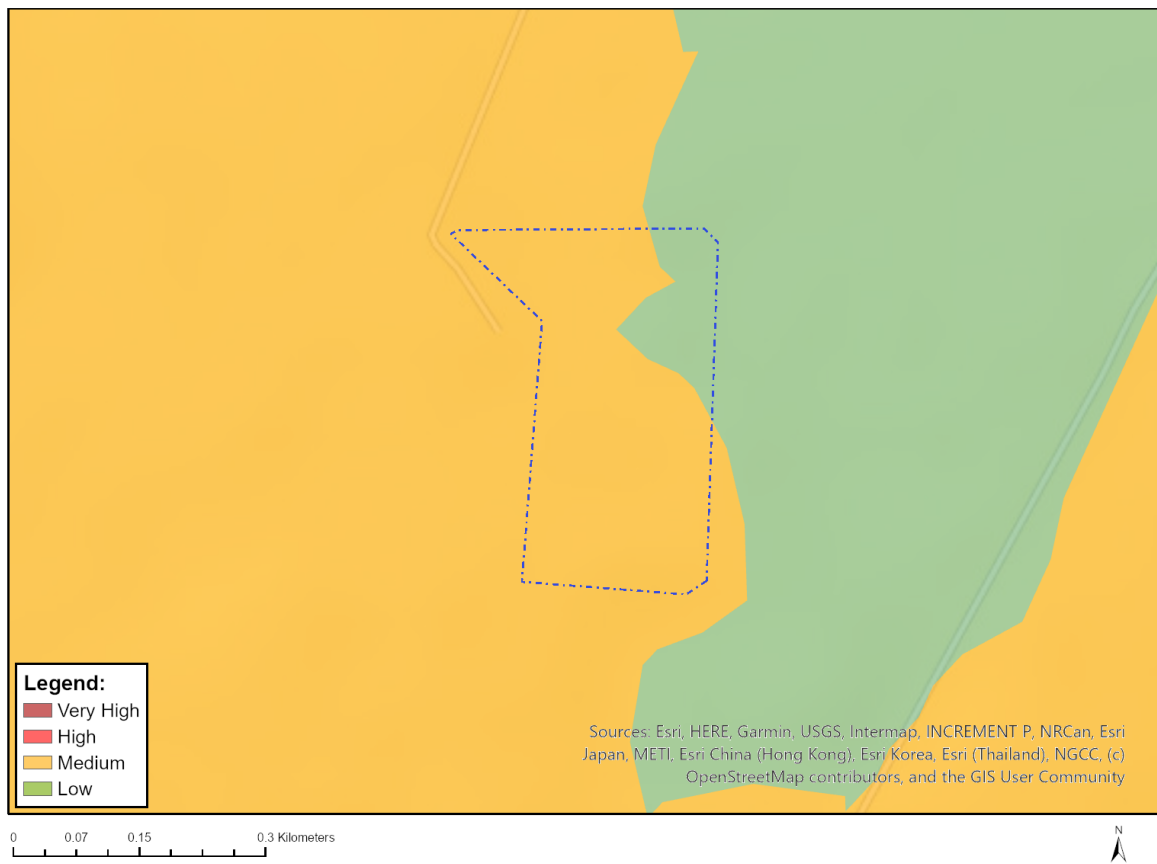 Legend:
Very High
High
Medium
Low
Sources: Esri, HERE, Garmin, USGS, Intermap, INCREMENT P, NRCan, Esri
Japan, METI, Esri China (Hong Kong), Esri Korea, Esri (Thailand), NGCC, (c)
OpenStreetMap contributors, and the GIS User Community
0 0.07 0.15 0.3 Kilometers
N